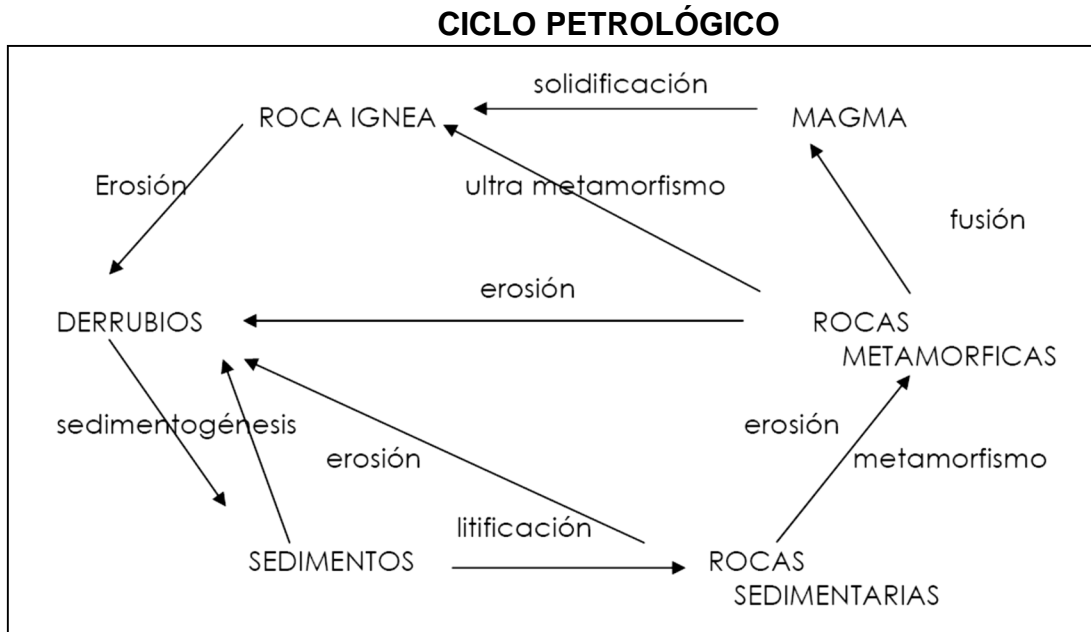 CICLO PETROLÓGICO
solidificación
ROCA IGNEA
MAGMA
Erosión
ultra metamorfismo
fusión
erosión
DERRUBIOS
ROCAS
METAMORFICAS
sedimentogénesis
erosión
erosión
metamorfismo
litificación
SEDIMENTOS
ROCAS
SEDIMENTARIAS